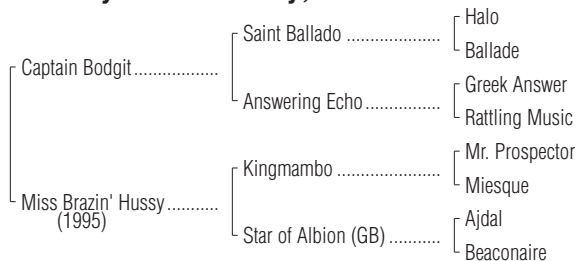 Halo
Saint Ballado ..................
Ballade
Captain Bodgit..................
Greek Answer
Answering Echo................
Rattling Music
Mr. Prospector
Kingmambo ....................
Miesque
Miss Brazin' Hussy ...........
(1995)
Ajdal
Star of Albion (GB) ...........
Beaconaire